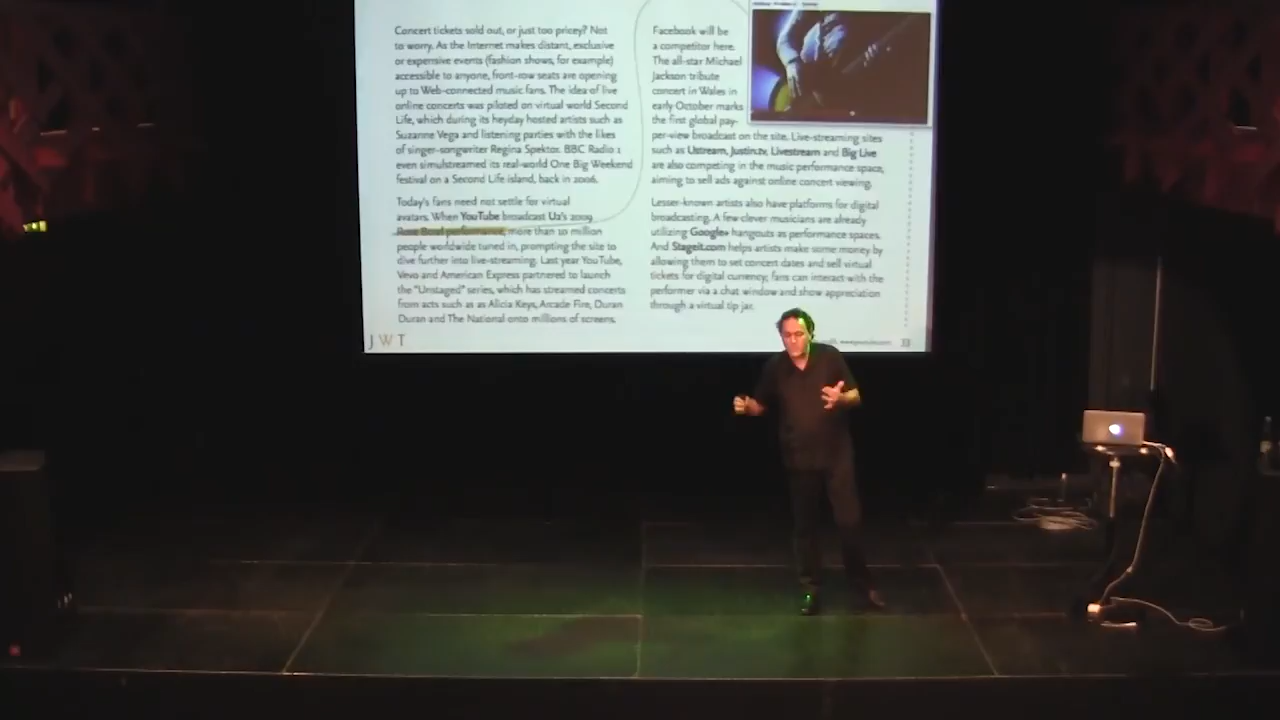 Concert tickets sold out, or just too pricey? Not
to worry. As the Internet makes distant, exclusive
or expensive events (fashion shows, for example)
accessible to anyone, front-row seats are opening
up to Web-connected music fans. The idea of live
online concerts was piloted on virtual world Second
Life, which during its heyday hosted artists such as
Suzanne Vega and listening parties with the likes
of singer-songwriter Regina Spektor. BBC Radio 1
even simulstreamed its real-world One Big Weekend
festival on a Second Life island, back in 2006.
Today's fans need not settle for virtual
avatars. When YouTube broadcast U2's 2009
Rose Bowl performance, more than 10 million
people worldwide tuned in, prompting the site to
dive further into live-streaming. Last year YouTube,
Vevo and American Express partnered to launch
the "Unstaged" series, which has streamed concerts
from acts such as as Alicia Keys, Arcade Fire, Duran
Duran and The National onto millions of screens.
Facebook will be
a competitor here.
The all-star Michael
Jackson tribute
concert in Wales in
early October marks
the first global pay-
per-view broadcast on the site. Live-streaming sites
such as Ustream, Justin.tv, Livestream and Big Live
are also competing in the music performance space,
aiming to sell ads against online concert viewing.
Lesser-known artists also have platforms for digital
broadcasting. A few clever musicians are already
utilizing Google+ hangouts as performance spaces.
And Stageit.com helps artists make some money by
allowing them to set concert dates and sell virtual
tickets for digital currency; fans can interact with the
performer via a chat window and show appreciation
through a virtual tip jar.
JWT
33